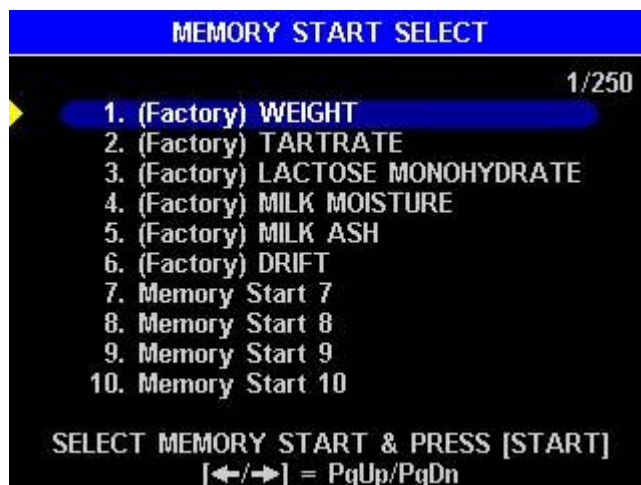 MEMORY START SELECT
1/250
1. (Factory) WEIGHT
2. (Factory) TARTRATE
3. (Factory) LACTOSE MONOHYDRATE
4. (Factory) MILK MOISTURE
5. (Factory) MILK ASH
6. (Factory) DRIFT
7. Memory Start 7
8. Memory Start 8
9. Memory Start 9
10. Memory Start 10
SELECT MEMORY START & PRESS [START]
[←/→] = PgUp/PgDn